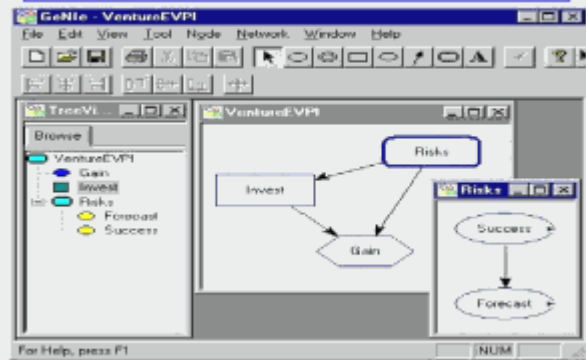 GeNIe - VentureEVPI
File Edit View Tool Node Network Window Help
A
?
TreeVi...
Browse
VentureEVPI
Gain
Invest
Risks
Forecast
Success
VentureEVPI
Risks
Invest
Gain
Risks
Success
Forecast
For Help, press F1
NUM